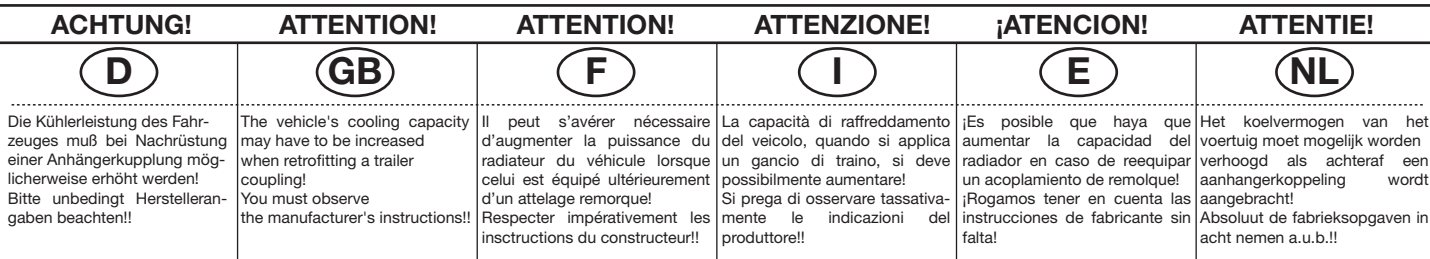 ACHTUNG!
D
Die Kühlerleistung des Fahr-
zeuges muß bei Nachrüstung
einer Anhängerkupplung mög-
licherweise erhöht werden!
Bitte unbedingt Herstelleran-
gaben beachten!!
ATTENTION!
GB
The vehicle's cooling capacity
may have to be increased
when retrofitting a trailer
coupling!
You must observe
the manufacturer's instructions!!
ATTENTION!
F
Il peut s'avérer nécessaire
d'augmenter la puissance du
radiateur du véhicule lorsque
celui est équipé ultérieurement
d'un attelage remorque!
Respecter impérativement les
insctructions du constructeur!!
ATTENZIONE!
I
La capacità di raffreddamento
del veicolo, quando si applica
un gancio di traino, si deve
possibilmente aumentare!
Si prega di osservare tassativa-
mente le indicazioni del
produttore!!
¡ATENCION!
E
¡Es posible que haya que
aumentar la capacidad del
radiador en caso de reequipar
un acoplamiento de remolque!
¡Rogamos tener en cuenta las
instrucciones de fabricante sin
falta!
ATTENTIE!
NL
Het koelvermogen van het
voertuig moet mogelijk worden
verhoogd als achteraf een
aanhangerkoppeling wordt
aangebracht!
Absoluut de fabrieksopgaven in
acht nemen a.u.b.!!